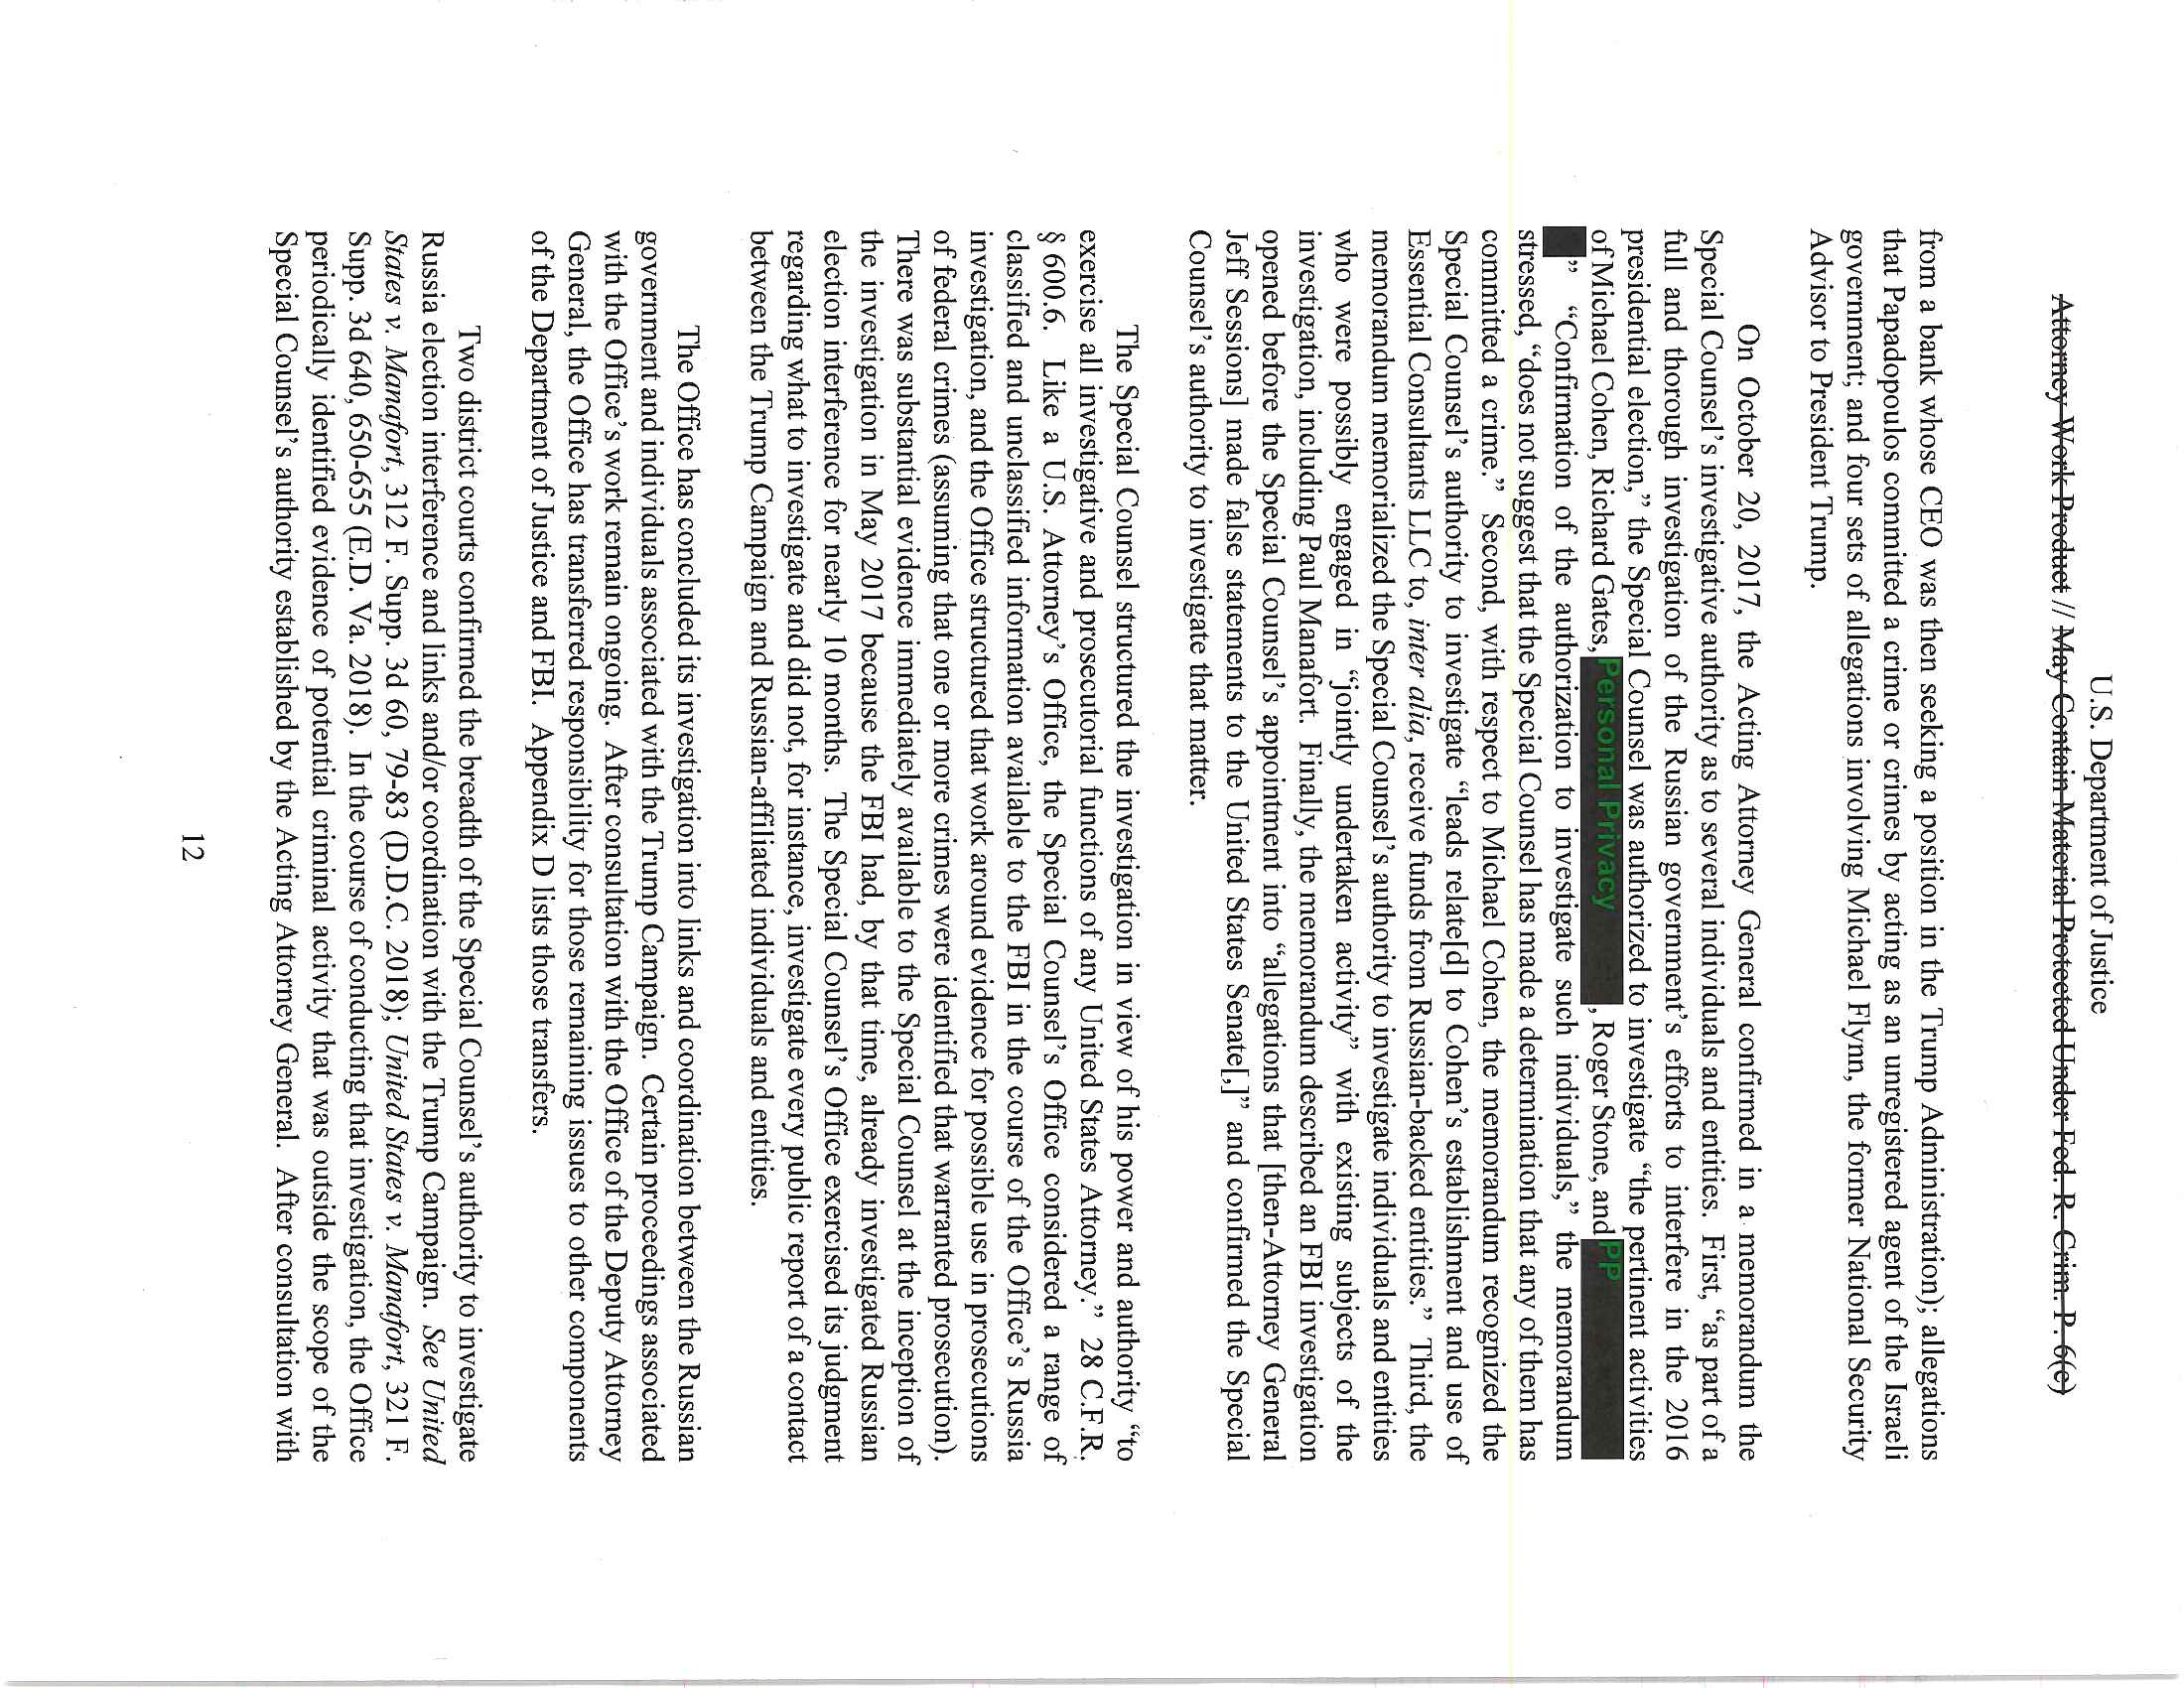 U.S. Department of Justice
Attorney Work Product // May Contain Material Protected Under Fed. R. Crim. P. 6(e)
from a bank whose CEO was then seeking a position in the Trump Administration); allegations
that Papadopoulos committed a crime or crimes by acting as an unregistered agent of the Israeli
government; and four sets of allegations involving Michael Flynn, the former National Security
Advisor to President Trump.
On October 20, 2017, the Acting Attorney General confirmed in a memorandum the
Special Counsel's investigative authority as to several individuals and entities. First, "as part of a
full and thorough investigation of the Russian government's efforts to interfere in the 2016
presidential election," the Special Counsel was authorized to investigate "the pertinent activities
of Michael Cohen, Richard Gates, Personal Privacy, Roger Stone, and PP
" "Confirmation of the authorization to investigate such individuals," the memorandum
stressed, "does not suggest that the Special Counsel has made a determination that any of them has
committed a crime." Second, with respect to Michael Cohen, the memorandum recognized the
Special Counsel's authority to investigate "leads relate[d] to Cohen's establishment and use of
Essential Consultants LLC to, inter alia, receive funds from Russian-backed entities." Third, the
memorandum memorialized the Special Counsel's authority to investigate individuals and entities
who were possibly engaged in "jointly undertaken activity" with existing subjects of the
investigation, including Paul Manafort. Finally, the memorandum described an FBI investigation
opened before the Special Counsel's appointment into "allegations that [then-Attorney General
Jeff Sessions] made false statements to the United States Senate[,]" and confirmed the Special
Counsel's authority to investigate that matter.
The Special Counsel structured the investigation in view of his power and authority "to
exercise all investigative and prosecutorial functions of any United States Attorney." 28 C.F.R.
§ 600.6. Like a U.S. Attorney's Office, the Special Counsel's Office considered a range of
classified and unclassified information available to the FBI in the course of the Office's Russia
investigation, and the Office structured that work around evidence for possible use in prosecutions
of federal crimes (assuming that one or more crimes were identified that warranted prosecution).
There was substantial evidence immediately available to the Special Counsel at the inception of
the investigation in May 2017 because the FBI had, by that time, already investigated Russian
election interference for nearly 10 months. The Special Counsel's Office exercised its judgment
regarding what to investigate and did not, for instance, investigate every public report of a contact
between the Trump Campaign and Russian-affiliated individuals and entities.
The Office has concluded its investigation into links and coordination between the Russian
government and individuals associated with the Trump Campaign. Certain proceedings associated
with the Office's work remain ongoing. After consultation with the Office of the Deputy Attorney
General, the Office has transferred responsibility for those remaining issues to other components
of the Department of Justice and FBI. Appendix D lists those transfers.
Two district courts confirmed the breadth of the Special Counsel's authority to investigate
Russia election interference and links and/or coordination with the Trump Campaign. See United
States v. Manafort, 312 F. Supp. 3d 60, 79-83 (D.D.C. 2018); United States v. Manafort, 321 F.
Supp. 3d 640, 650-655 (E.D. Va. 2018). In the course of conducting that investigation, the Office
periodically identified evidence of potential criminal activity that was outside the scope of the
Special Counsel's authority established by the Acting Attorney General. After consultation with
12